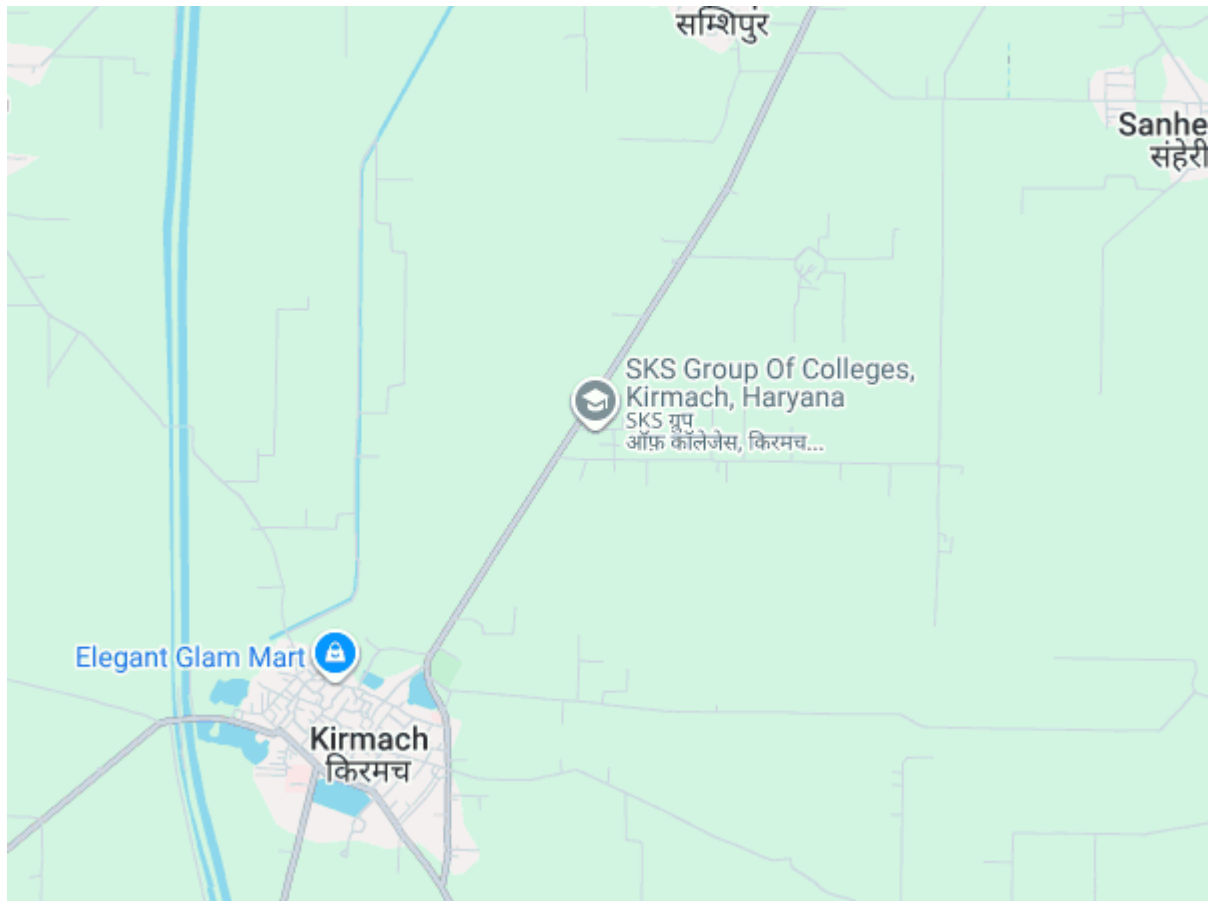 सम्शिपुर
Sanhe
संहेरी
SKS Group Of Colleges,
Kirmach, Haryana
SKS ग्रुप
ऑफ़ कॉलेजेस, किरमच...
Elegant Glam Mart
Kirmach
किरमच